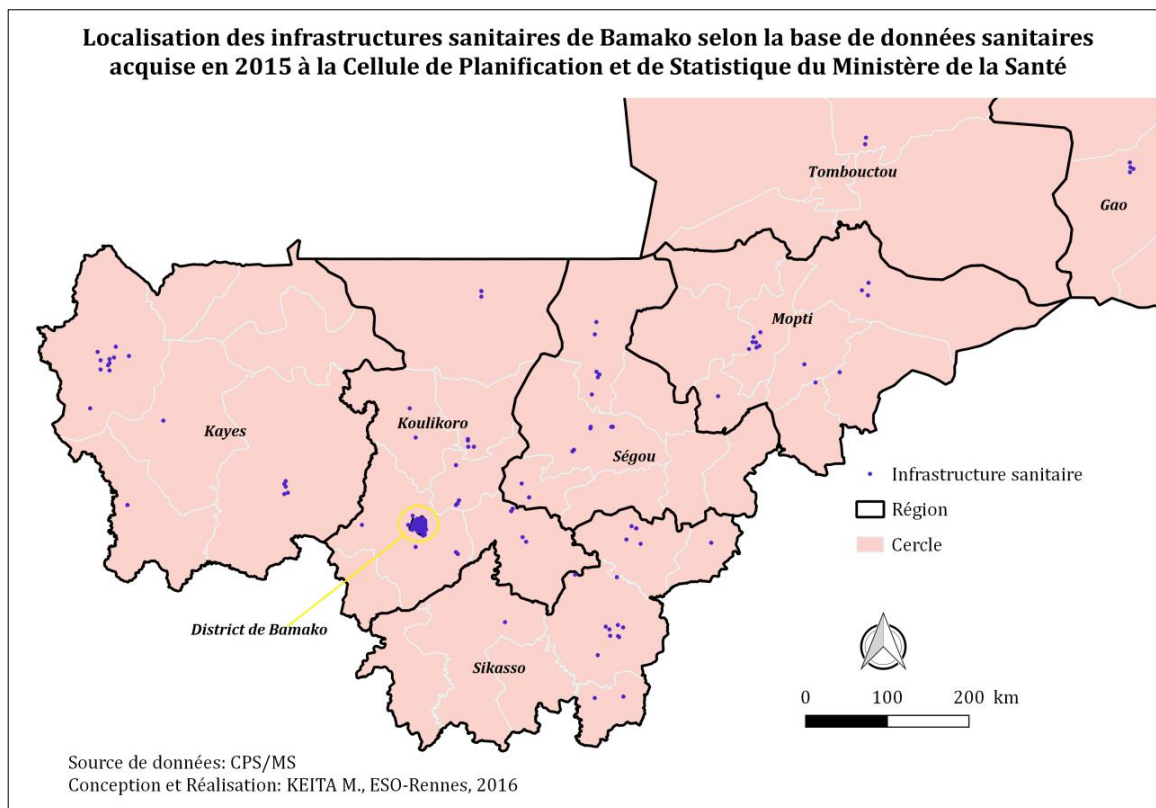 Localisation des infrastructures sanitaires de Bamako selon la base de données sanitaires
acquise en 2015 à la Cellule de Planification et de Statistique du Ministère de la Santé
Tombouctou
Gao
Mopti
Kayes
Koulikoro
Ségou
Infrastructure sanitaire
Région
Cercle
District de Bamako
Sikasso
0 100 200 km
Source de données: CPS/MS
Conception et Réalisation: KEITA M., ESO-Rennes, 2016